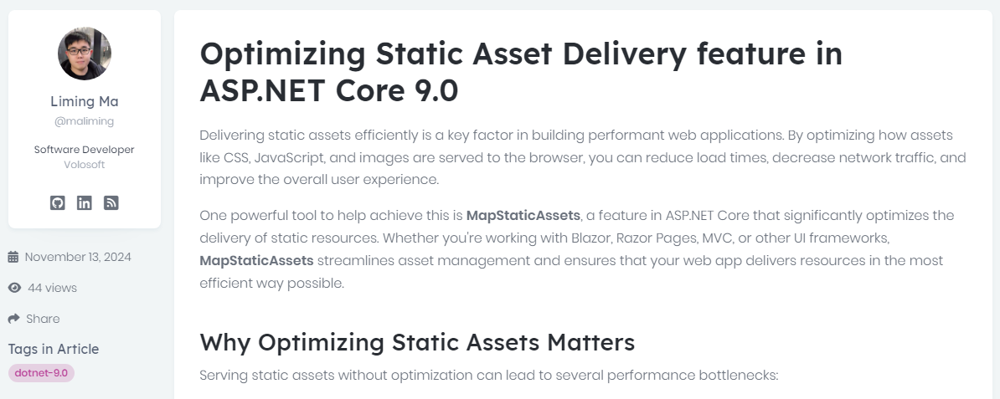 Liming Ma
@maliming
Software Developer
Volosoft
November 13, 2024
44 views
Share
Tags in Article
dotnet-9.0
Optimizing Static Asset Delivery feature in
ASP.NET Core 9.0
Delivering static assets efficiently is a key factor in building performant web applications. By optimizing how assets
like CSS, JavaScript, and images are served to the browser, you can reduce load times, decrease network traffic, and
improve the overall user experience.
One powerful tool to help achieve this is MapStaticAssets, a feature in ASP.NET Core that significantly optimizes the
delivery of static resources. Whether you're working with Blazor, Razor Pages, MVC, or other UI frameworks,
MapStaticAssets streamlines asset management and ensures that your web app delivers resources in the most
efficient way possible.
Why Optimizing Static Assets Matters
Serving static assets without optimization can lead to several performance bottlenecks: